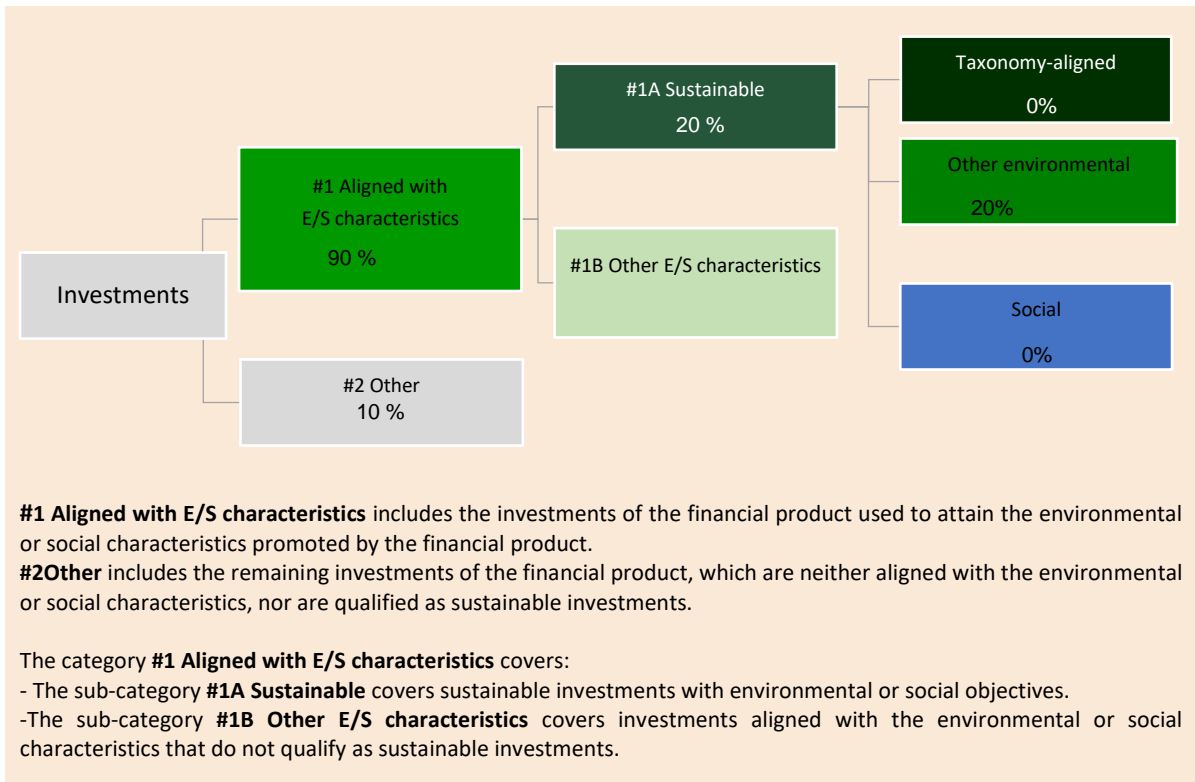 Taxonomy-aligned
0%
#1A Sustainable
20 %
Other environmental
20%
#1 Aligned with
E/S characteristics
90 %
#1B Other E/S characteristics
Investments
Social
0%
#2 Other
10 %
#1 Aligned with E/S characteristics includes the investments of the financial product used to attain the environmental
or social characteristics promoted by the financial product.
#2Other includes the remaining investments of the financial product, which are neither aligned with the environmental
or social characteristics, nor are qualified as sustainable investments.
The category #1 Aligned with E/S characteristics covers:
- The sub-category #1A Sustainable covers sustainable investments with environmental or social objectives.
-The sub-category #1B Other E/S characteristics covers investments aligned with the environmental or social
characteristics that do not qualify as sustainable investments.